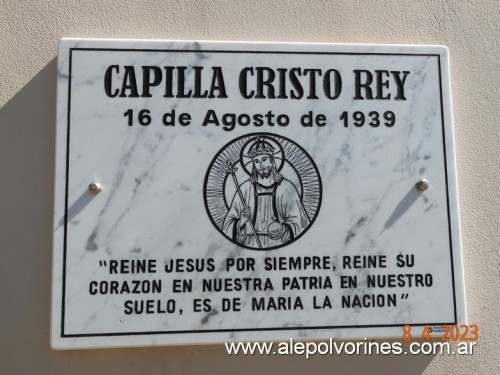 CAPILLA CRISTO REY
16 de Agosto de 1939
"REINE JESUS POR SIEMPRE, REINE SU
CORAZON EN NUESTRA PATRIA EN NUESTRO
SUELO, ES DE MARIA LA NACION"
8.4.2023
www.alepolvorines.com.ar